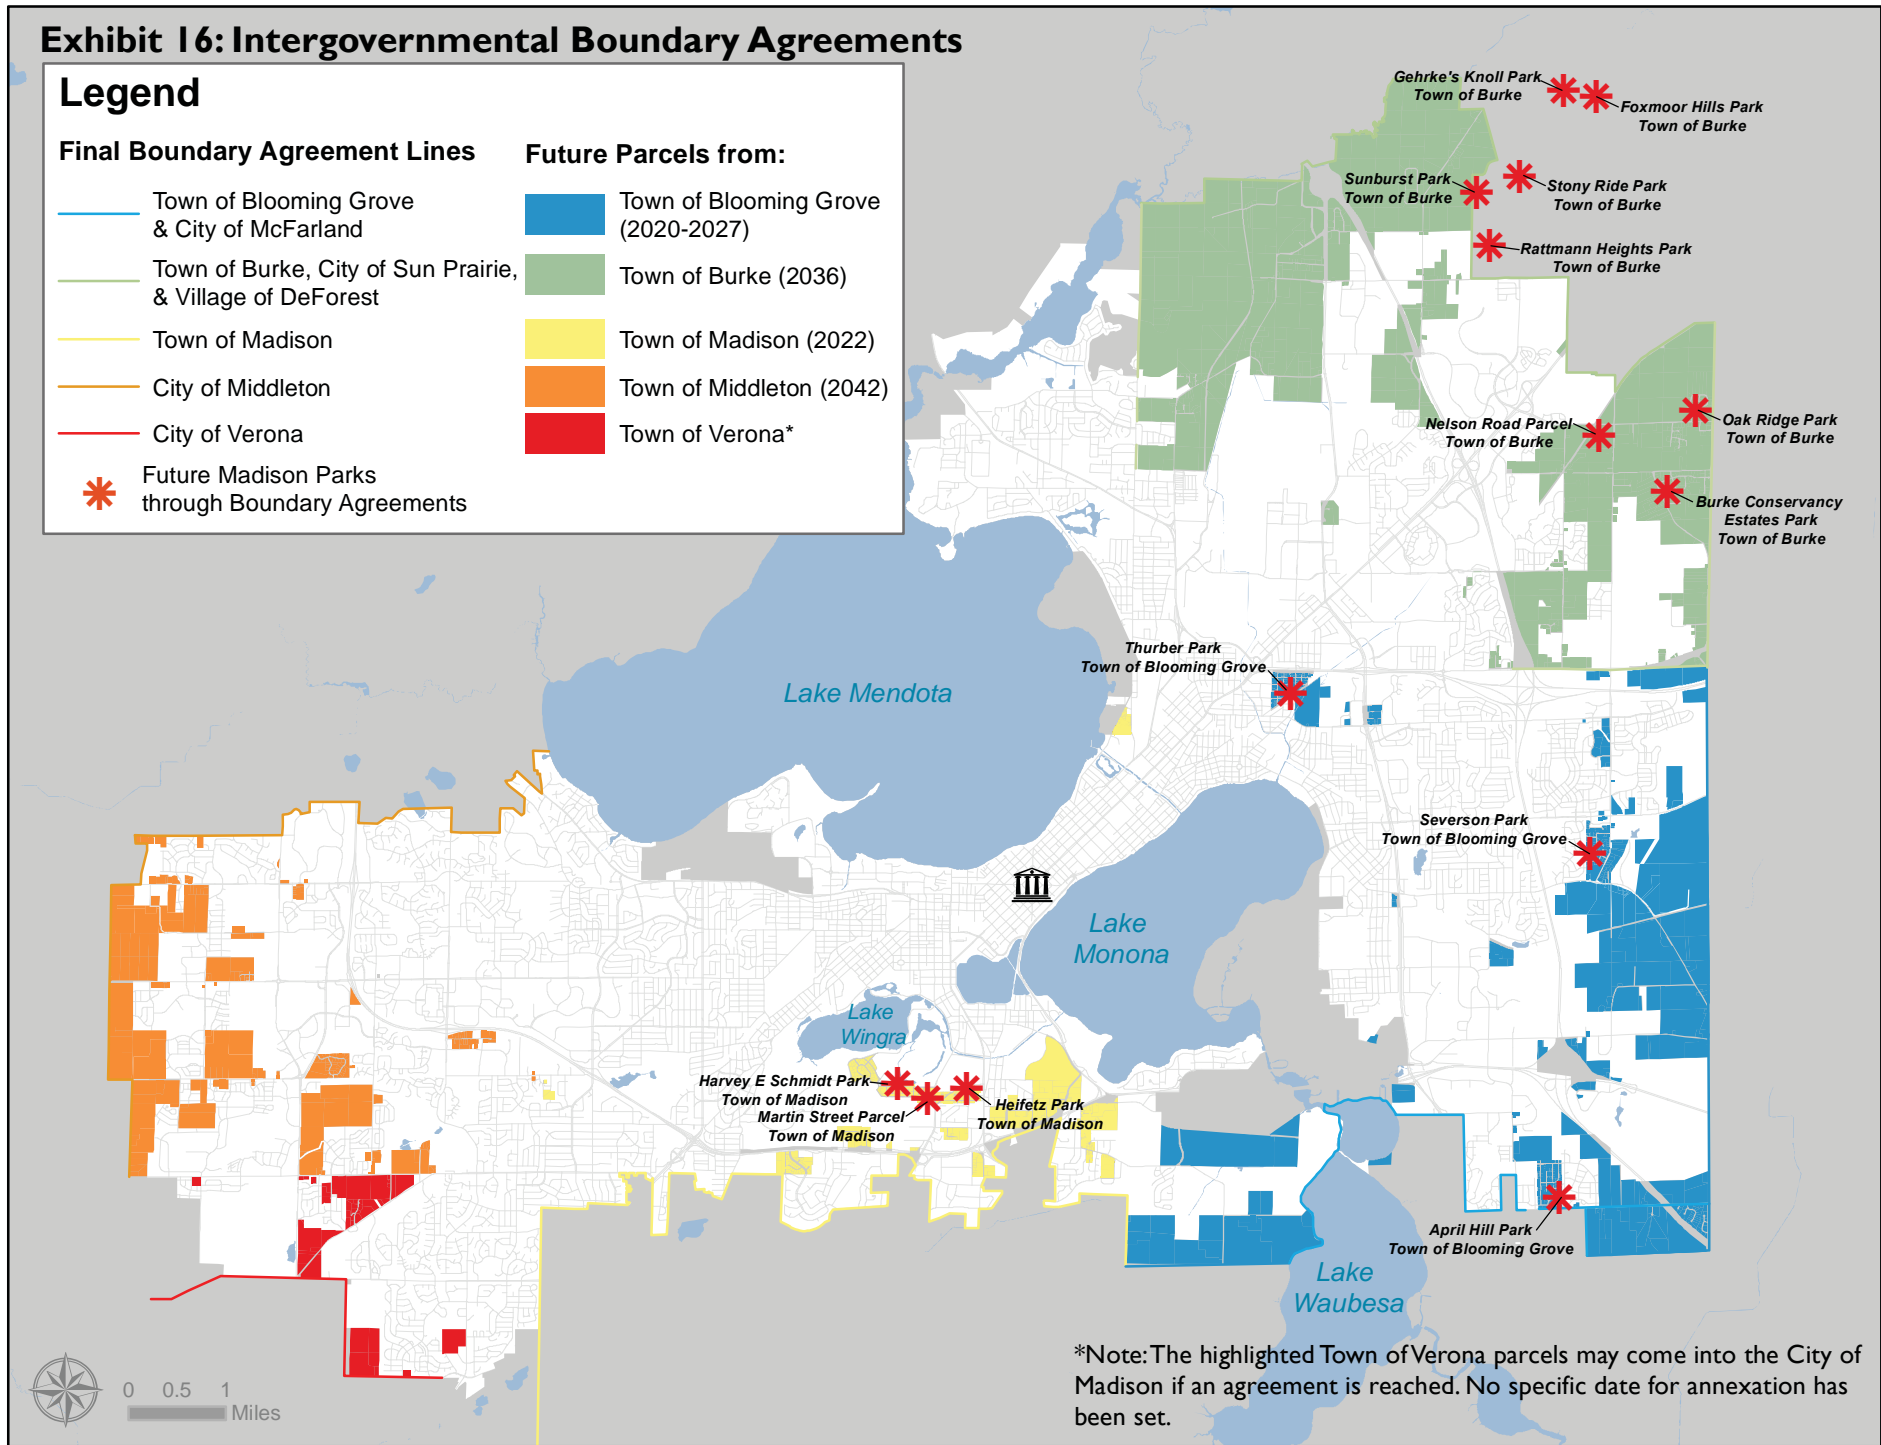 Exhibit 16: Intergovernmental Boundary Agreements
Legend
Final Boundary Agreement Lines
Town of Blooming Grove
& City of McFarland
Town of Burke, City of Sun Prairie,
& Village of DeForest
Town of Madison
City of Middleton
City of Verona
Future Madison Parks
through Boundary Agreements
Future Parcels from:
Town of Blooming Grove
(2020-2027)
Town of Burke (2036)
Town of Madison (2022)
Town of Middleton (2042)
Town of Verona*
Gehrke's Knoll Park
Town of Burke
Foxmoor Hills Park
Town of Burke
Sunburst Park
Town of Burke
Stony Ride Park
Town of Burke
Rattmann Heights Park
Town of Burke
Nelson Road Parcel
Town of Burke
Oak Ridge Park
Town of Burke
Burke Conservancy
Estates Park
Town of Burke
Thurber Park
Town of Blooming Grove
Lake Mendota
Severson Park
Town of Blooming Grove
Lake
Monona
Lake
Wingra
Harvey E Schmidt Park
Town of Madison
Martin Street Parcel
Town of Madison
Heifetz Park
Town of Madison
April Hill Park
Town of Blooming Grove
Lake
Waubesa
0 0.5 1
Miles
*Note: The highlighted Town of Verona parcels may come into the City of
Madison if an agreement is reached. No specific date for annexation has
been set.